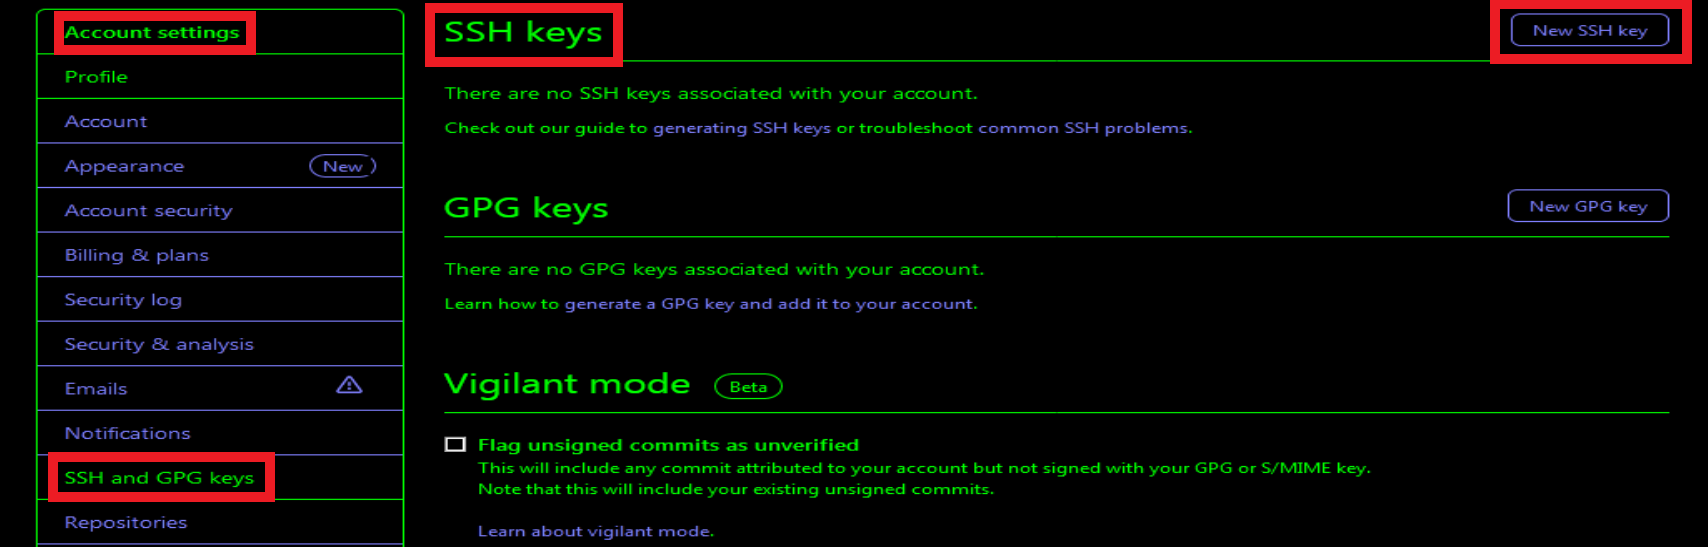 Account settings
Profile
Account
Appearance New
Account security
Billing & plans
Security log
Security & analysis
Emails
Notifications
SSH and GPG keys
Repositories
SSH keys
New SSH key
There are no SSH keys associated with your account.
Check out our guide to generating SSH keys or troubleshoot common SSH problems.
GPG keys
New GPG key
There are no GPG keys associated with your account.
Learn how to generate a GPG key and add it to your account.
Vigilant mode Beta
Flag unsigned commits as unverified
This will include any commit attributed to your account but not signed with your GPG or S/MIME key.
Note that this will include your existing unsigned commits.
Learn about vigilant mode.